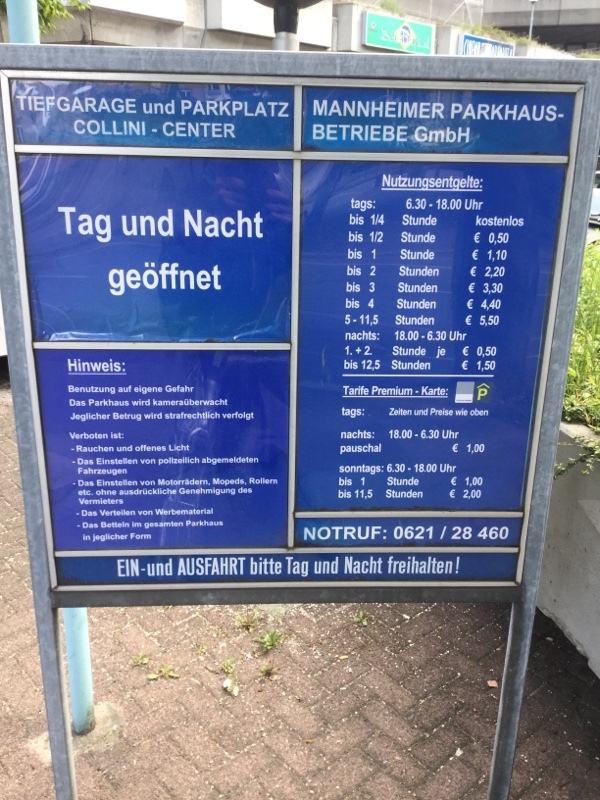 TIEFGARAGE und PARKPLATZ
COLLINI - CENTER
MANNHEIMER PARKHAUS-
BETRIEBE GmbH
Tag und Nacht
geöffnet
Hinweis:
Benutzung auf eigene Gefahr
Das Parkhaus wird kameraüberwacht
Jeglicher Betrug wird strafrechtlich verfolgt
Verboten ist:
- Rauchen und offenes Licht
- Das Einstellen von polizeilich abgemeldeten
Fahrzeugen
- Das Einstellen von Motorrädern, Mopeds, Rollern
etc. ohne ausdrückliche Genehmigung des
Vermieters
- Das Verteilen von Werbematerial
- Das Betteln im gesamten Parkhaus
in jeglicher Form
Nutzungsentgelte:
tags: 6.30 - 18.00 Uhr
bis 1/4 Stunde kostenlos
bis 1/2 Stunde € 0,50
bis 1 Stunde € 1,10
bis 2 Stunden € 2,20
bis 3 Stunden € 3,30
bis 4 Stunden € 4,40
5 - 11,5 Stunden € 5,50
nachts: 18.00 - 6.30 Uhr
1. + 2. Stunde je € 0,50
bis 12,5 Stunden € 1,50
Tarife Premium - Karte: P
tags: Zeiten und Preise wie oben
nachts: 18.00 - 6.30 Uhr
pauschal € 1,00
sonntags: 6.30 - 18.00 Uhr
bis 1 Stunde € 1,00
bis 11,5 Stunden € 2,00
NOTRUF: 0621 / 28 460
EIN-und AUSFAHRT bitte Tag und Nacht freihalten!